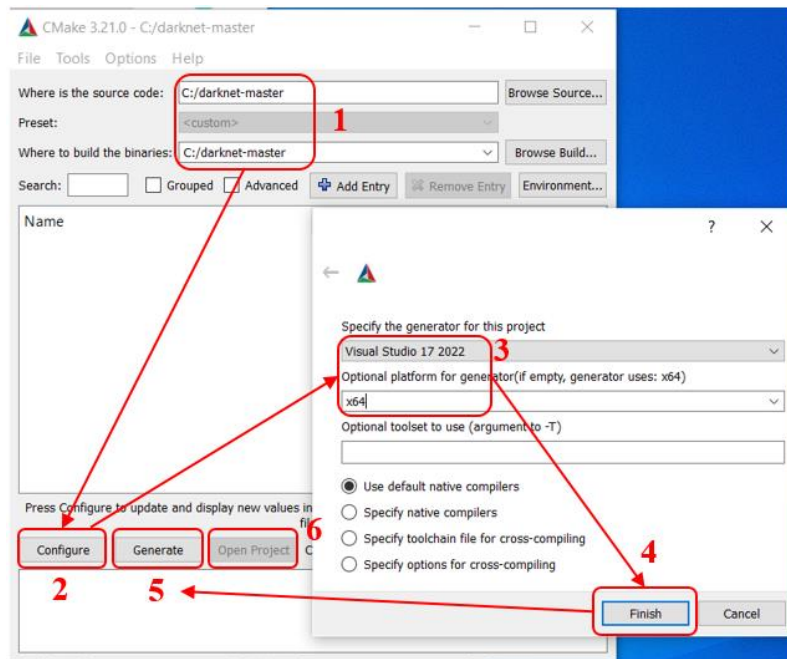 CMake 3.21.0 - C:/darknet-master
File Tools Options Help
Where is the source code: C:/darknet-master Browse Source...
Preset: <custom>
1
Where to build the binaries: C:/darknet-master Browse Build...
Search: Grouped Advanced Add Entry Remove Entry Environment...
Name
?
Specify the generator for this project
Visual Studio 17 2022
3
Optional platform for generator(if empty, generator uses: x64)
x64
Optional toolset to use (argument to -T)
Use default native compilers
Specify native compilers
Specify toolchain file for cross-compiling
Specify options for cross-compiling
Press Configure to update and display new values in
6
Configure Generate Open Project
4
2 5
Finish Cancel